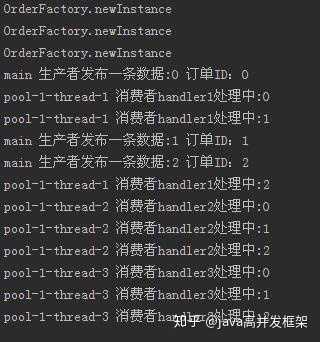 OrderFactory.newInstance
OrderFactory.newInstance
OrderFactory.newInstance
main 生产者发布一条数据:0 订单ID: 0
pool-1-thread-1 消费者handler1处理中:0
pool-1-thread-1 消费者handler1处理中:1
main 生产者发布一条数据:1 订单ID: 1
main 生产者发布一条数据:2 订单ID: 2
pool-1-thread-1 消费者handler1处理中:2
pool-1-thread-2 消费者handler2处理中:0
pool-1-thread-2 消费者handler2处理中:1
pool-1-thread-2 消费者handler2处理中:2
pool-1-thread-3 消费者handler3处理中:0
pool-1-thread-3 消费者handler3处理中:1
pool-1-thread-3 消费者
知乎 @java高并发框架